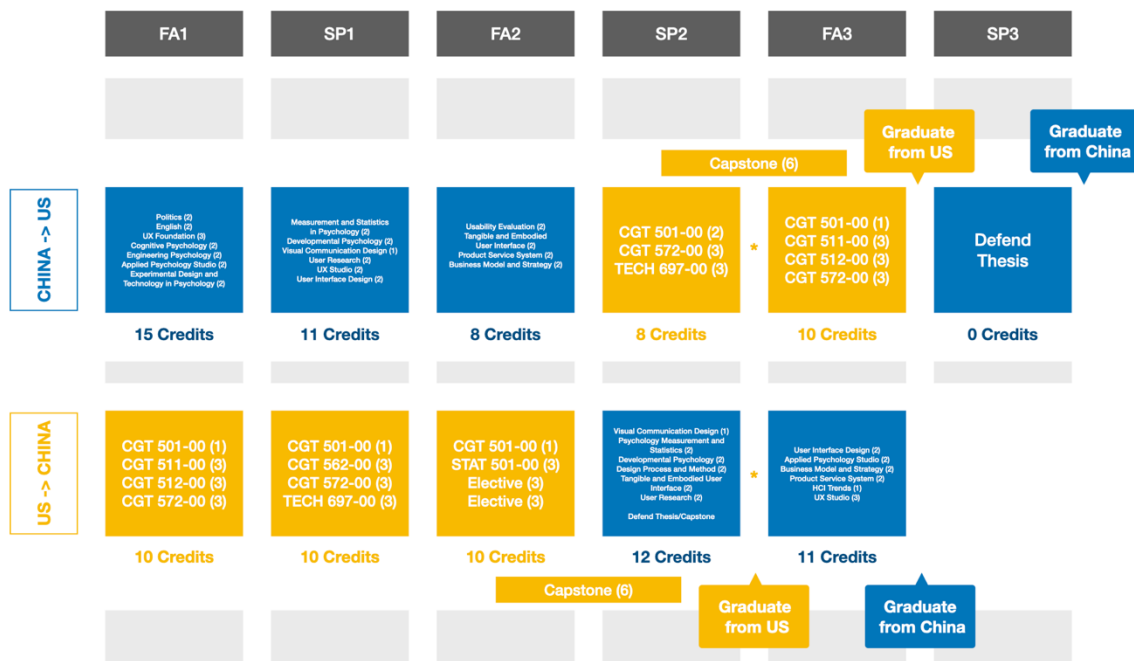 FA1
SP1
FA2
SP2
FA3
SP3
Graduate
from US
Graduate
from China
Capstone (6)
CHINA -> US
Politics (2)
English (2)
UX Foundation (3)
Cognitive Psychology (2)
Engineering Psychology (2)
Applied Psychology Studio (2)
Experimental Design and
Technology in Psychology (2)
Measurement and Statistics
in Psychology (2)
Developmental Psychology (2)
Visual Communication Design (1)
User Research (2)
UX Studio (2)
User Interface Design (2)
Usability Evaluation (2)
Tangible and Embodied
User Interface (2)
Product Service System (2)
Business Model and Strategy (2)
CGT 501-00 (2)
CGT 572-00 (3)
TECH 697-00 (3)
*
CGT 501-00 (1)
CGT 511-00 (3)
CGT 512-00 (3)
CGT 572-00 (3)
Defend
Thesis
15 Credits
11 Credits
8 Credits
8 Credits
10 Credits
0 Credits
US -> CHINA
CGT 501-00 (1)
CGT 511-00 (3)
CGT 512-00 (3)
CGT 572-00 (3)
CGT 501-00 (1)
CGT 562-00 (3)
CGT 572-00 (3)
TECH 697-00 (3)
CGT 501-00 (1)
STAT 501-00 (3)
Elective (3)
Elective (3)
Visual Communication Design (1)
Psychology Measurement and
Statistics (2)
Developmental Psychology (2)
Design Process and Method (2)
Tangible and Embodied User
Interface (2)
User Research (2)
Defend Thesis/Capstone
*
User Interface Design (2)
Applied Psychology Studio (2)
Business Model and Strategy (2)
Product Service System (2)
HCI Trends (1)
UX Studio (3)
10 Credits
10 Credits
10 Credits
12 Credits
11 Credits
Capstone (6)
Graduate
from US
Graduate
from China